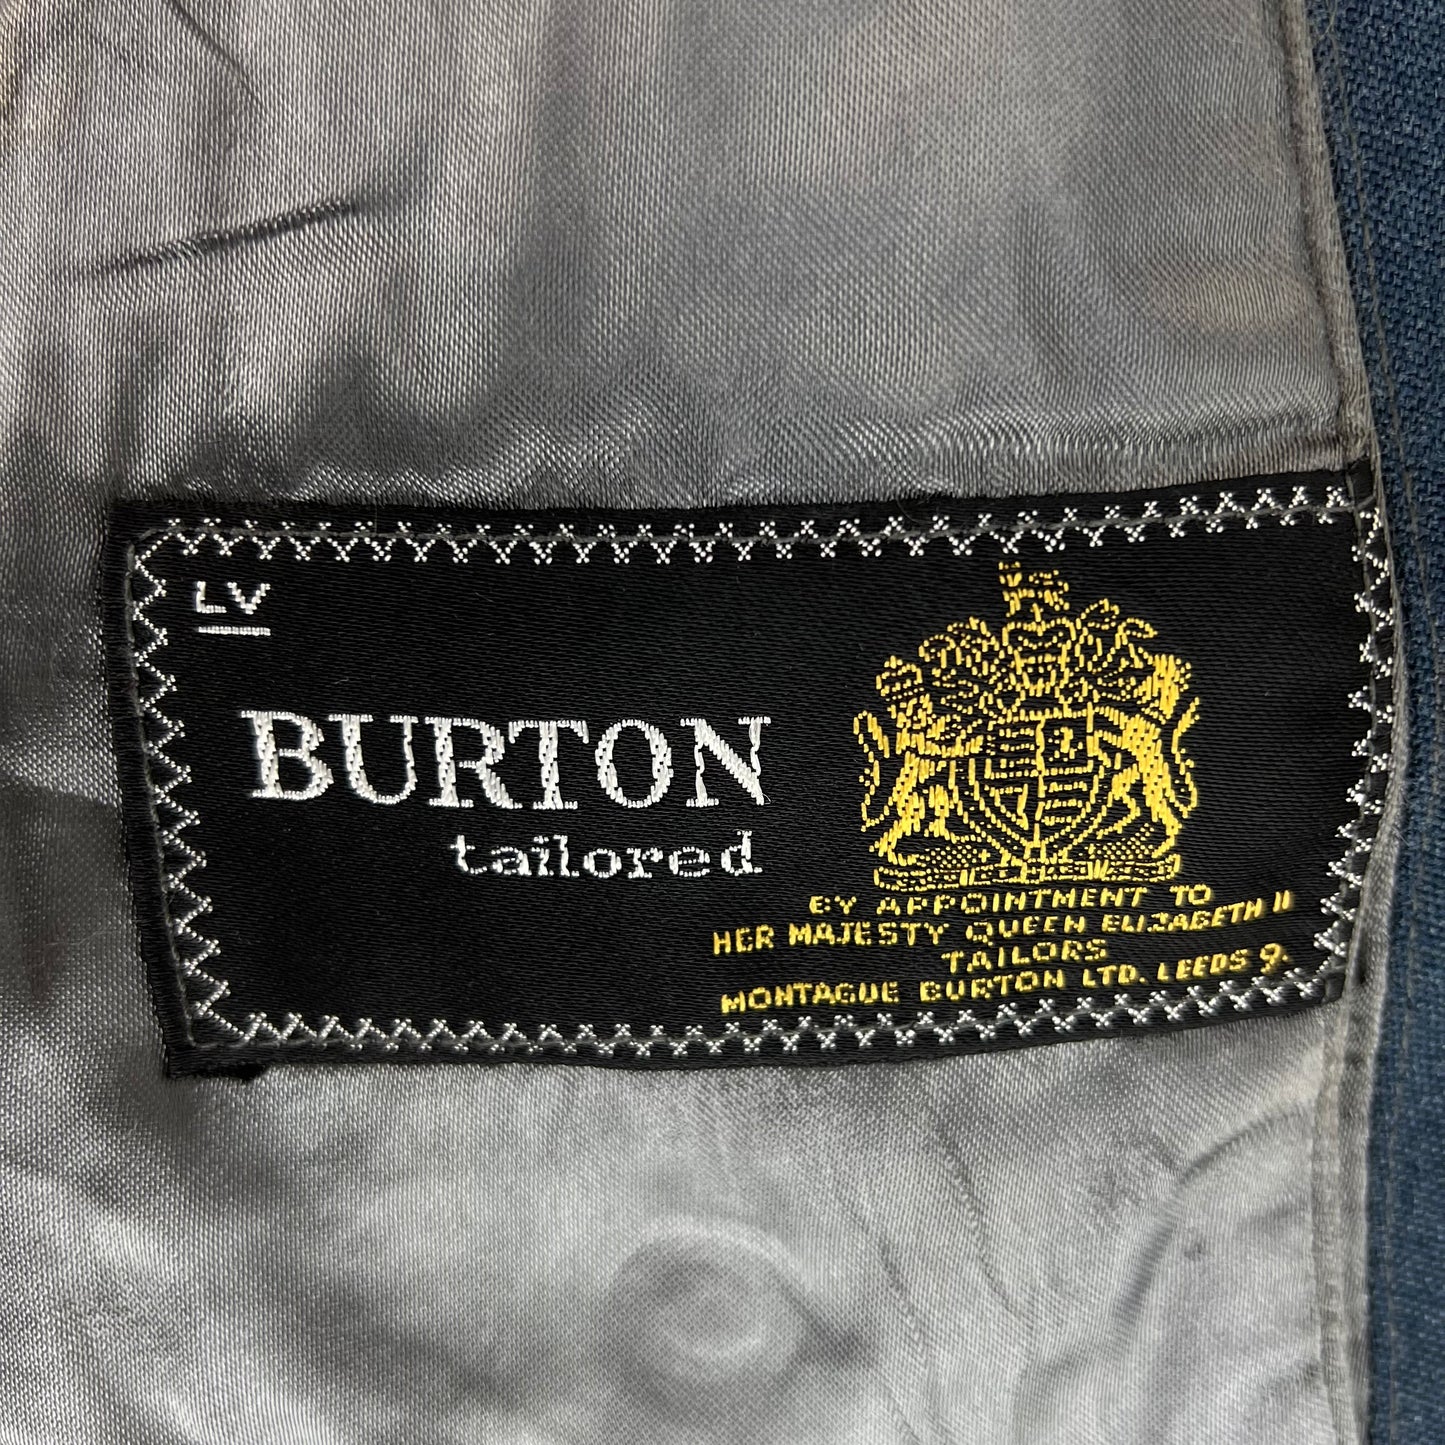 LV
BURTON
tailored
BY APPOINTMENT TO
HER MAJESTY QUEEN ELIZABETH II
TAILORS
MONTAGUE BURTON LTD. LEEDS 9.